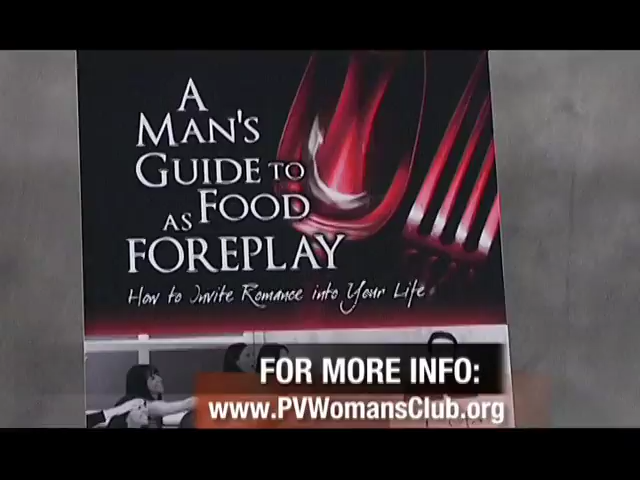 A
MAN'S
GUIDE TO
AS FOOD
FOREPLAY
How to Invite Romance into Your Life
FOR MORE INFO:
www.PVWomansClub.org